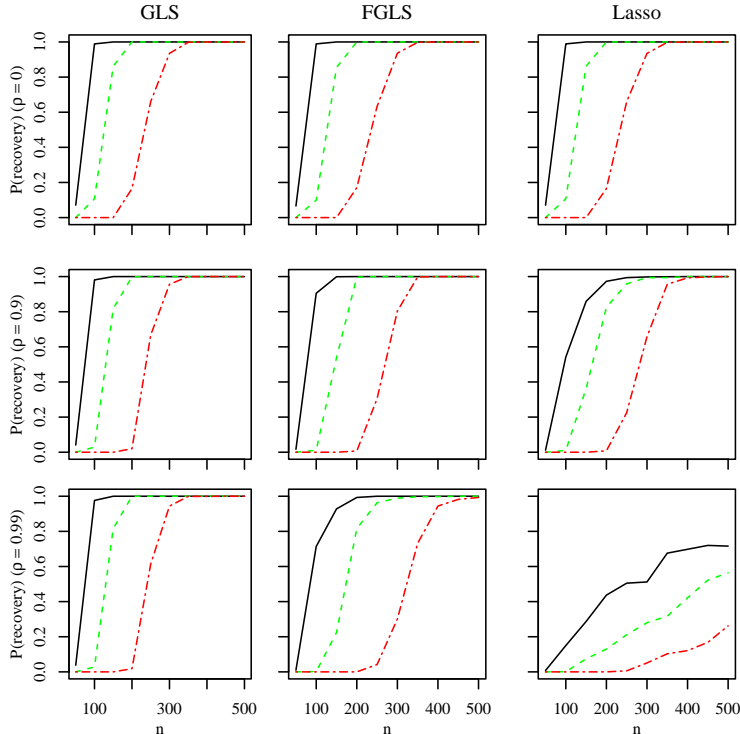 GLS
FGLS
Lasso
P(recovery) (ρ = 0)
0.0 0.2 0.4 0.6 0.8 1.0
P(recovery) (ρ = 0.9)
0.0 0.2 0.4 0.6 0.8 1.0
P(recovery) (ρ = 0.99)
0.0 0.2 0.4 0.6 0.8 1.0
100 300 500
100 200 300 400 500
100 200 300 400 500
n
n
n